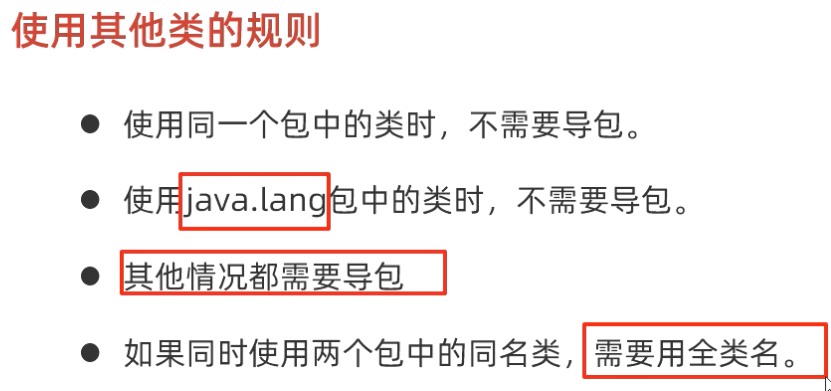 使用其他类的规则
● 使用同一个包中的类时，不需要导包。
● 使用java.lang包中的类时，不需要导包。
● 其他情况都需要导包
● 如果同时使用两个包中的同名类，需要用全类名。